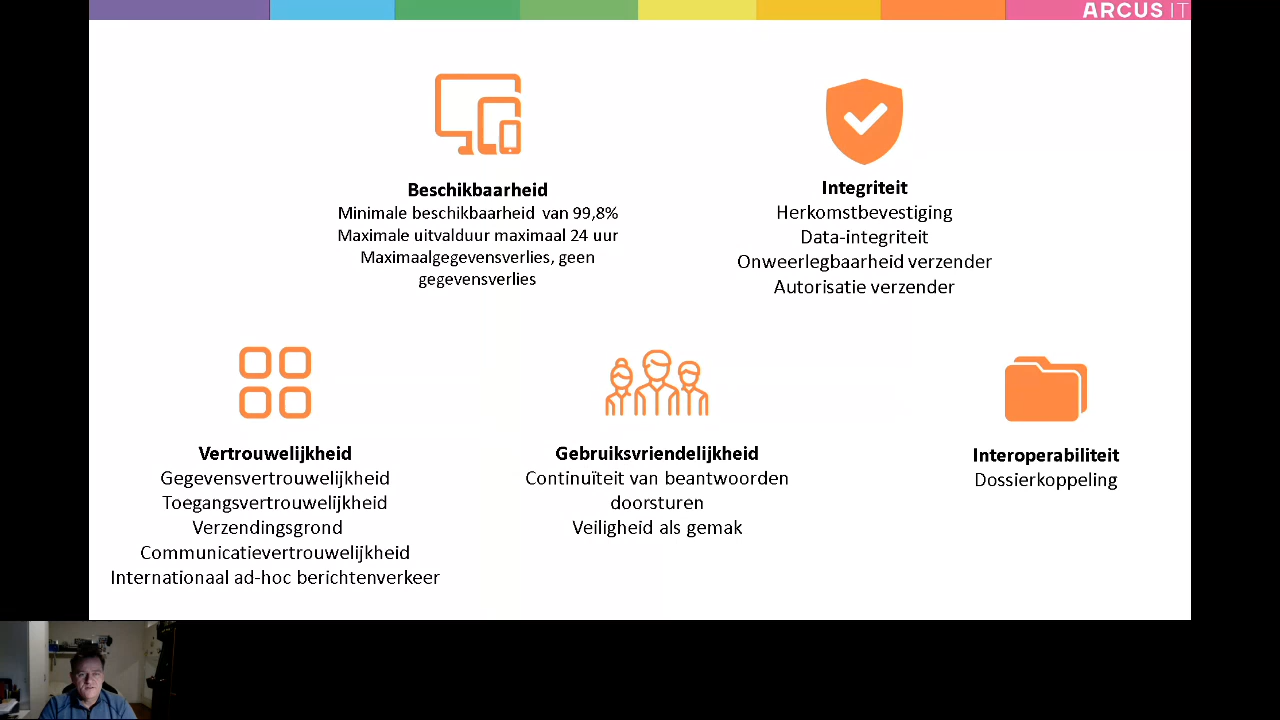 ARCUS IT
Beschikbaarheid
Minimale beschikbaarheid van 99,8%
Maximale uitvalduur maximaal 24 uur
Maximaalgegevensverlies, geen
gegevensverlies
Integriteit
Herkomstbevestiging
Data-integriteit
Onweerlegbaarheid verzender
Autorisatie verzender
Vertrouwelijkheid
Gegevensvertrouwelijkheid
Toegangsvertrouwelijkheid
Verzendingsgrond
Communicatievertrouwelijkheid
Internationaal ad-hoc berichtenverkeer
Gebruiksvriendelijkheid
Continuïteit van beantwoorden
doorsturen
Veiligheid als gemak
Interoperabiliteit
Dossierkoppeling